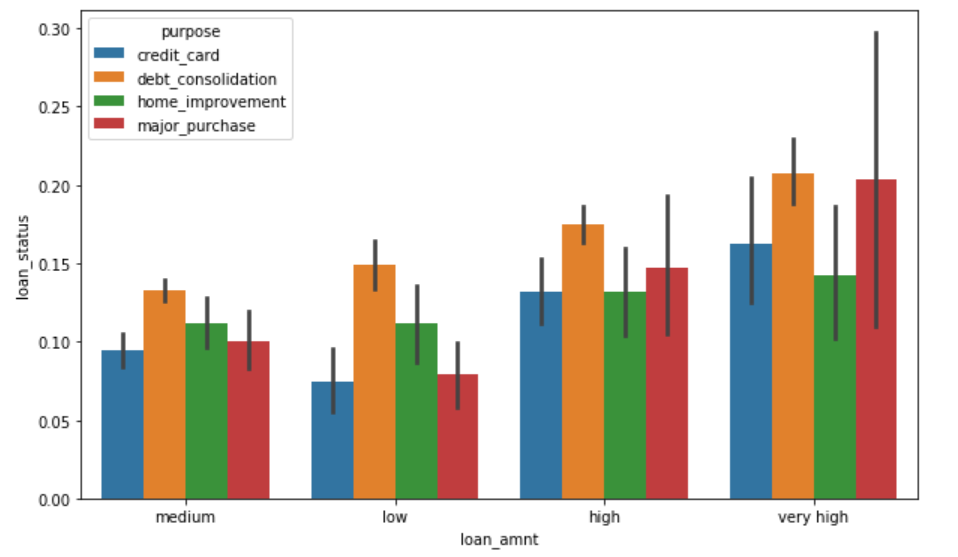 purpose
credit_card
debt_consolidation
home_improvement
major_purchase
0.30
0.25
0.20
0.15
0.10
0.05
0.00
loan_status
medium low high very high
loan_amnt